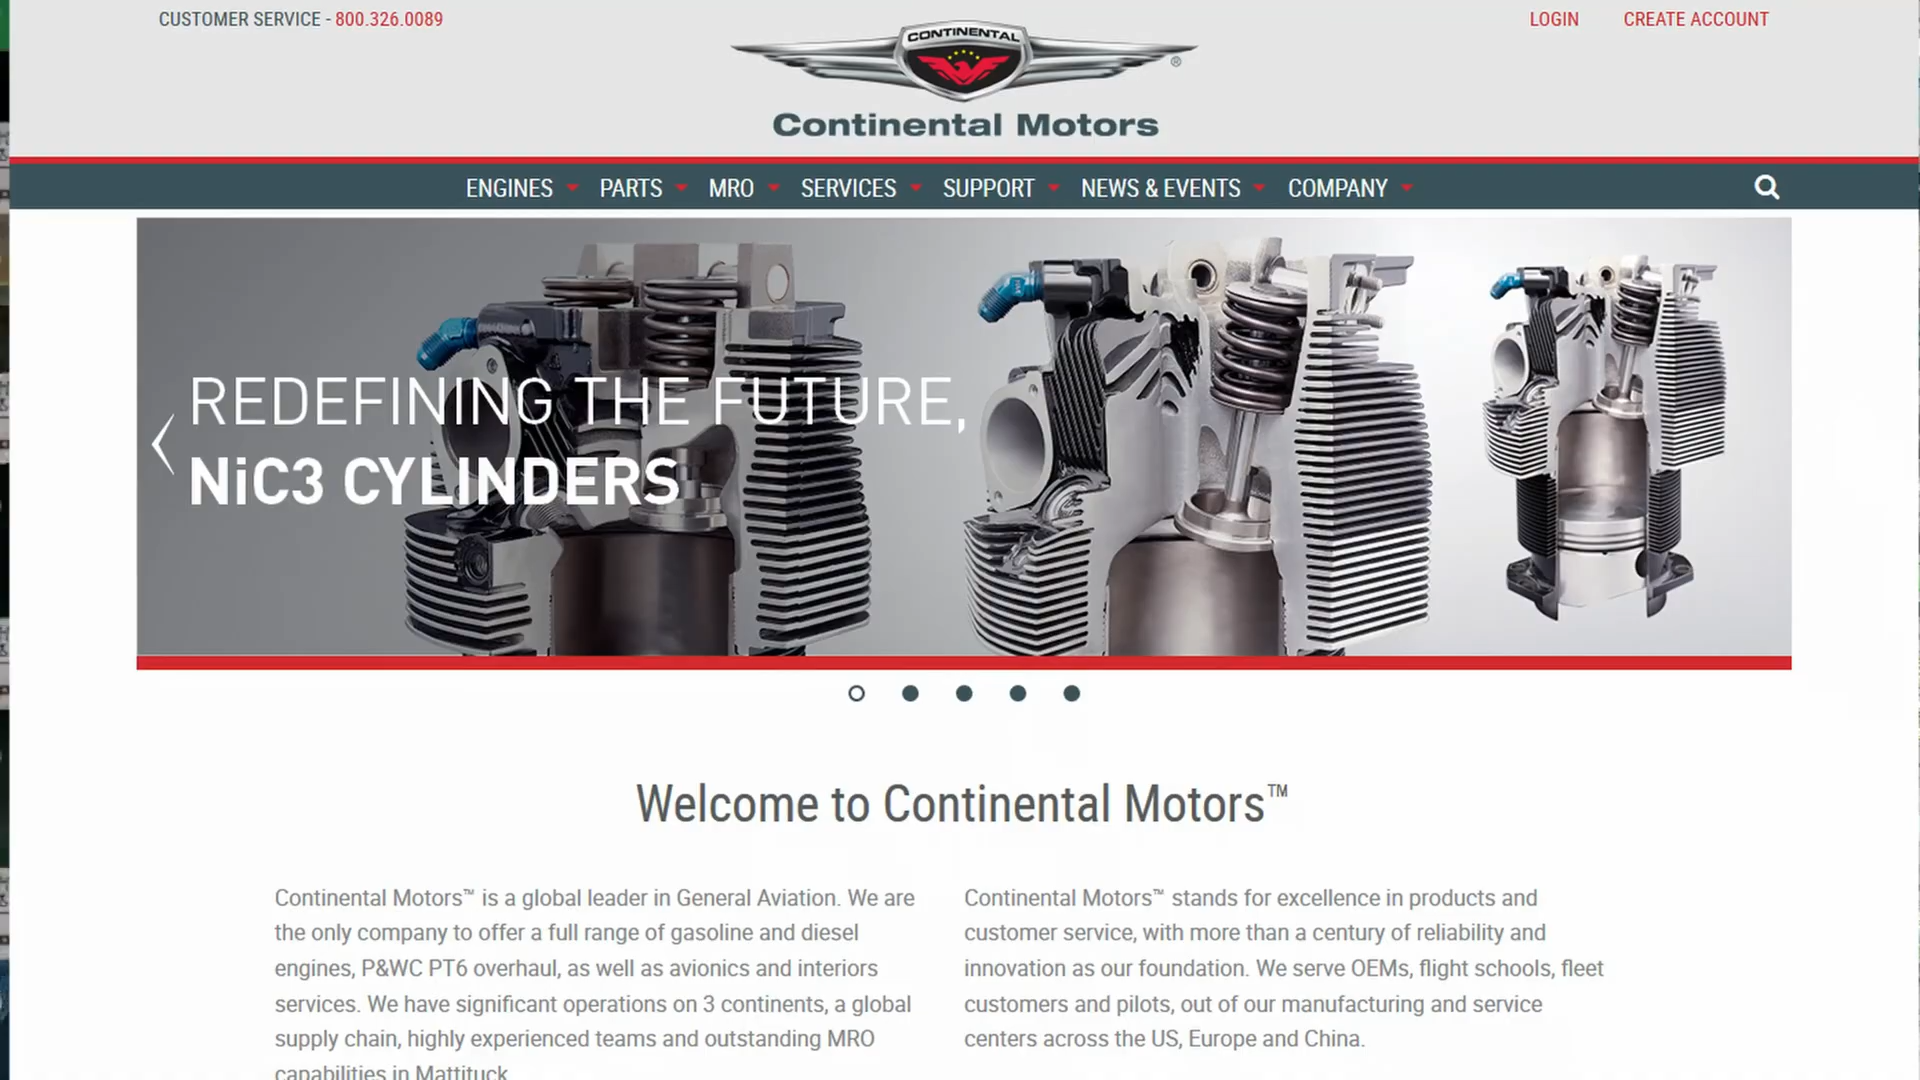 CUSTOMER SERVICE - 800.326.0089
LOGIN
CREATE ACCOUNT
CONTINENTAL
®
Continental Motors
ENGINES
PARTS
MRO
SERVICES
SUPPORT
NEWS & EVENTS
COMPANY
REDEFINING THE FUTURE,
NiC3 CYLINDERS
Welcome to Continental Motors™
Continental Motors™ is a global leader in General Aviation. We are
the only company to offer a full range of gasoline and diesel
engines, P&WC PT6 overhaul, as well as avionics and interiors
services. We have significant operations on 3 continents, a global
supply chain, highly experienced teams and outstanding MRO
capabilities in Mattituck
Continental Motors™ stands for excellence in products and
customer service, with more than a century of reliability and
innovation as our foundation. We serve OEMs, flight schools, fleet
customers and pilots, out of our manufacturing and service
centers across the US, Europe and China.